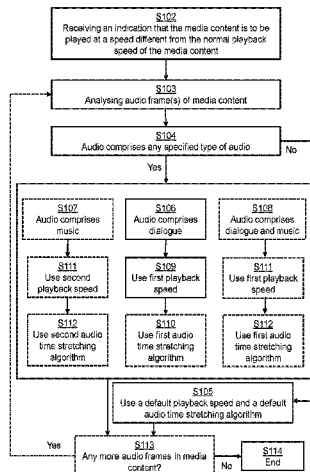 S102
Receiving an indication that the media content is to be
played at a speed different from the normal playback
speed of the media content
S103
Analysing audio frame(s) of media content
S104
Audio comprises any specified type of audio
No
Yes
S107
Audio comprises
music
S106
Audio comprises
dialogue
S108
Audio comprises
dialogue and music
S111
Use second
playback speed
S109
Use first playback
speed
S111
Use first playback
speed
S112
Use second audio
time stretching
algorithm
S110
Use first audio
time stretching
algorithm
S112
Use first audio
time stretching
algorithm
S105
Use a default playback speed and a default
audio time stretching algorithm
Yes
S113
Any more audio frames in media
content?
No
S114
End